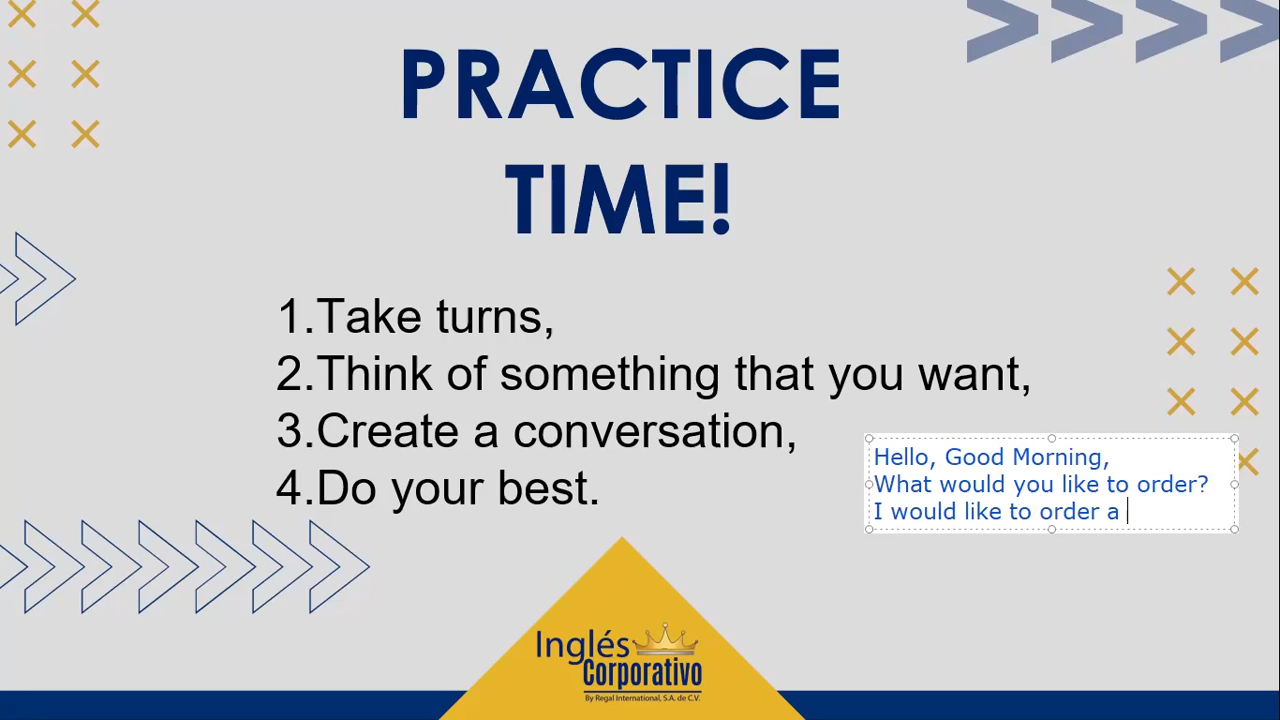 PRACTICE
TIME!
1.Take turns,
2.Think of something that you want,
3.Create a conversation,
4.Do your best.
Hello, Good Morning,
What would you like to order?
I would like to order a
Inglés
Corporativo
By Regal International, S.A. de C.V.